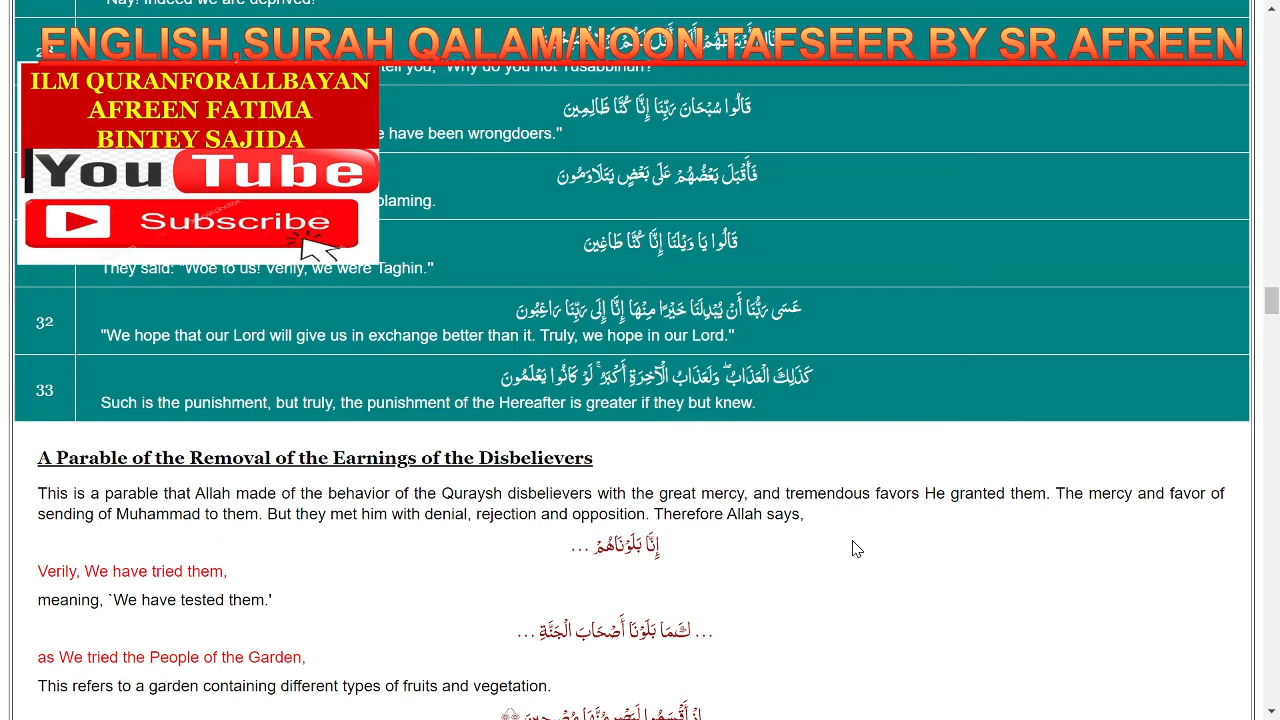 "Nay! Indeed we are deprived!"
ENGLISH,SURAH QALAM/NOON TAFSEER BY SR AFREEN
28
tell you, "Why do you not Tusabbihun?"
ILM QURANFORALLBAYAN
AFREEN FATIMA
BINTEY SAJIDA
YouTube
Subscribe
قَالُوا سُبْحَانَ رَبِّنَا إِنَّا كُنَّا ظَالِمِينَ
e have been wrongdoers."
فَأَقْبَلَ بَعْضُهُمْ عَلَى بَعْضٍ يَتَلَاوَمُونَ
blaming.
قَالُوا يَا وَيْلَنَا إِنَّا كُنَّا طَاغِينَ
They said: "Woe to us! Verily, we were Taghin."
32
عَسَى رَبُّنَا أَنْ يُبْدِلَنَا خَيْرًا مِنْهَا إِنَّا إِلَى رَبِّنَا رَاغِبُونَ
"We hope that our Lord will give us in exchange better than it. Truly, we hope in our Lord."
33
كَذَلِكَ الْعَذَابُ ۖ وَلَعَذَابُ الْآخِرَةِ أَكْبَرُ ۚ لَوْ كَانُوا يَعْلَمُونَ
Such is the punishment, but truly, the punishment of the Hereafter is greater if they but knew.
A Parable of the Removal of the Earnings of the Disbelievers
This is a parable that Allah made of the behavior of the Quraysh disbelievers with the great mercy, and tremendous favors He granted them. The mercy and favor of
sending of Muhammad to them. But they met him with denial, rejection and opposition. Therefore Allah says,
إِنَّا بَلَوْنَاهُمْ ...
Verily, We have tried them,
meaning, `We have tested them.'
... كَمَا بَلَوْنَا أَصْحَابَ الْجَنَّةِ ...
as We tried the People of the Garden,
This refers to a garden containing different types of fruits and vegetation.
إِذْ أَقْسَمُوا لَيَصْرِمُنَّهَا مُصْبِحِينَ